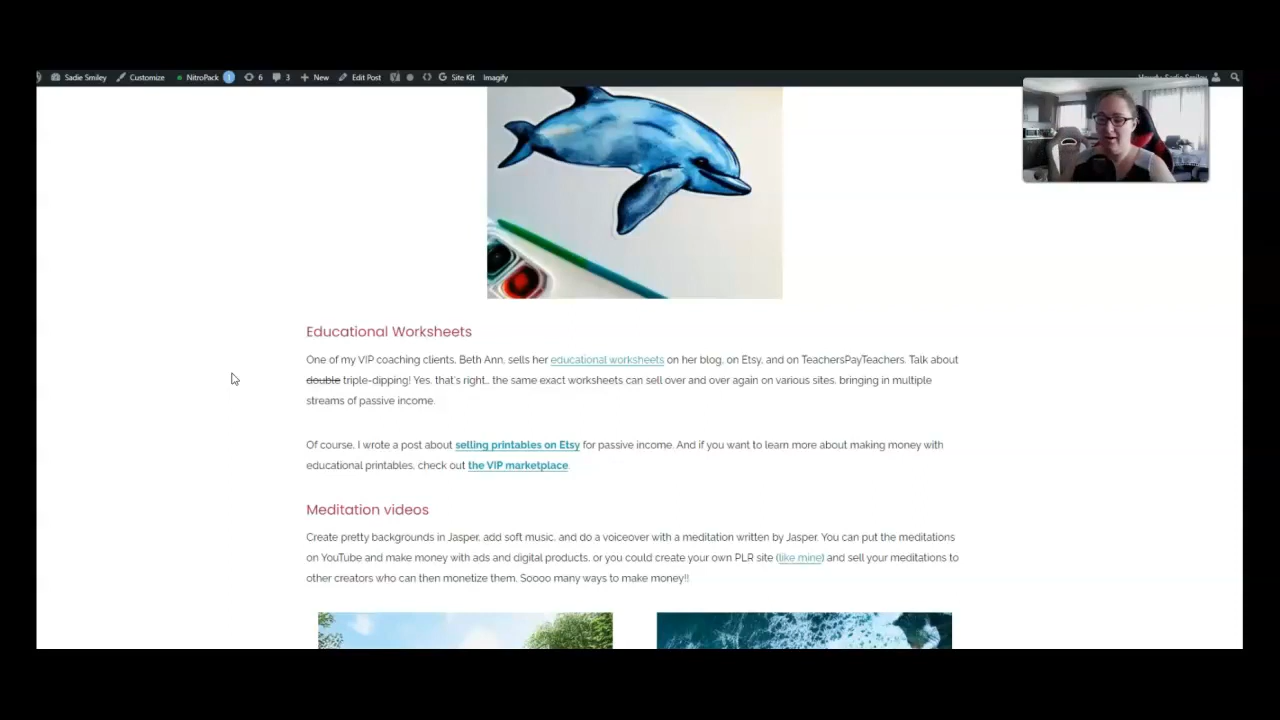 Sadie Smiley Customize NitroPack 1 6 3 New Edit Post Site Kit Imagify Howdy, Sadie Smiley
Educational Worksheets
One of my VIP coaching clients, Beth Ann, sells her educational worksheets on her blog, on Etsy, and on TeachersPayTeachers. Talk about
double triple-dipping! Yes, that's right… the same exact worksheets can sell over and over again on various sites, bringing in multiple
streams of passive income.
Of course, I wrote a post about selling printables on Etsy for passive income. And if you want to learn more about making money with
educational printables, check out the VIP marketplace.
Meditation videos
Create pretty backgrounds in Jasper, add soft music, and do a voiceover with a meditation written by Jasper. You can put the meditations
on YouTube and make money with ads and digital products, or you could create your own PLR site (like mine) and sell your meditations to
other creators who can then monetize them. Soooo many ways to make money!!